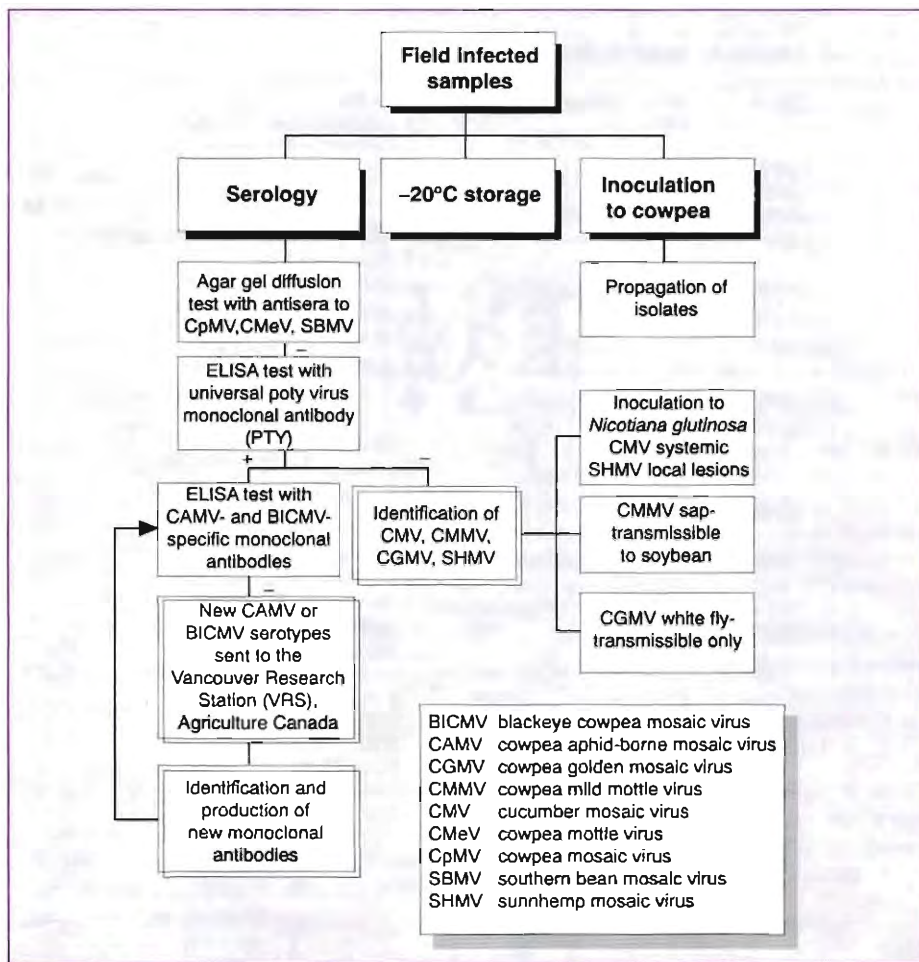 Field infected
samples
Serology
–20°C storage
Inoculation
to cowpea
Agar gel diffusion
test with antisera to
CpMV,CMeV, SBMV
Propagation of
isolates
–
ELISA test with
universal poty virus
monoclonal antibody
(PTY)
+
–
ELISA test with
CAMV- and BICMV-
specific monoclonal
antibodies
Identification of
CMV, CMMV,
CGMV, SHMV
Inoculation to
Nicotiana glutinosa
CMV systemic
SHMV local lesions
CMMV sap-
transmissible
to soybean
CGMV white fly-
transmissible only
–
New CAMV or
BICMV serotypes
sent to the
Vancouver Research
Station (VRS),
Agriculture Canada
Identification and
production of
new monoclonal
antibodies
BICMV blackeye cowpea mosaic virus
CAMV cowpea aphid-borne mosaic virus
CGMV cowpea golden mosaic virus
CMMV cowpea mild mottle virus
CMV cucumber mosaic virus
CMeV cowpea mottle virus
CpMV cowpea mosaic virus
SBMV southern bean mosaic virus
SHMV sunnhemp mosaic virus